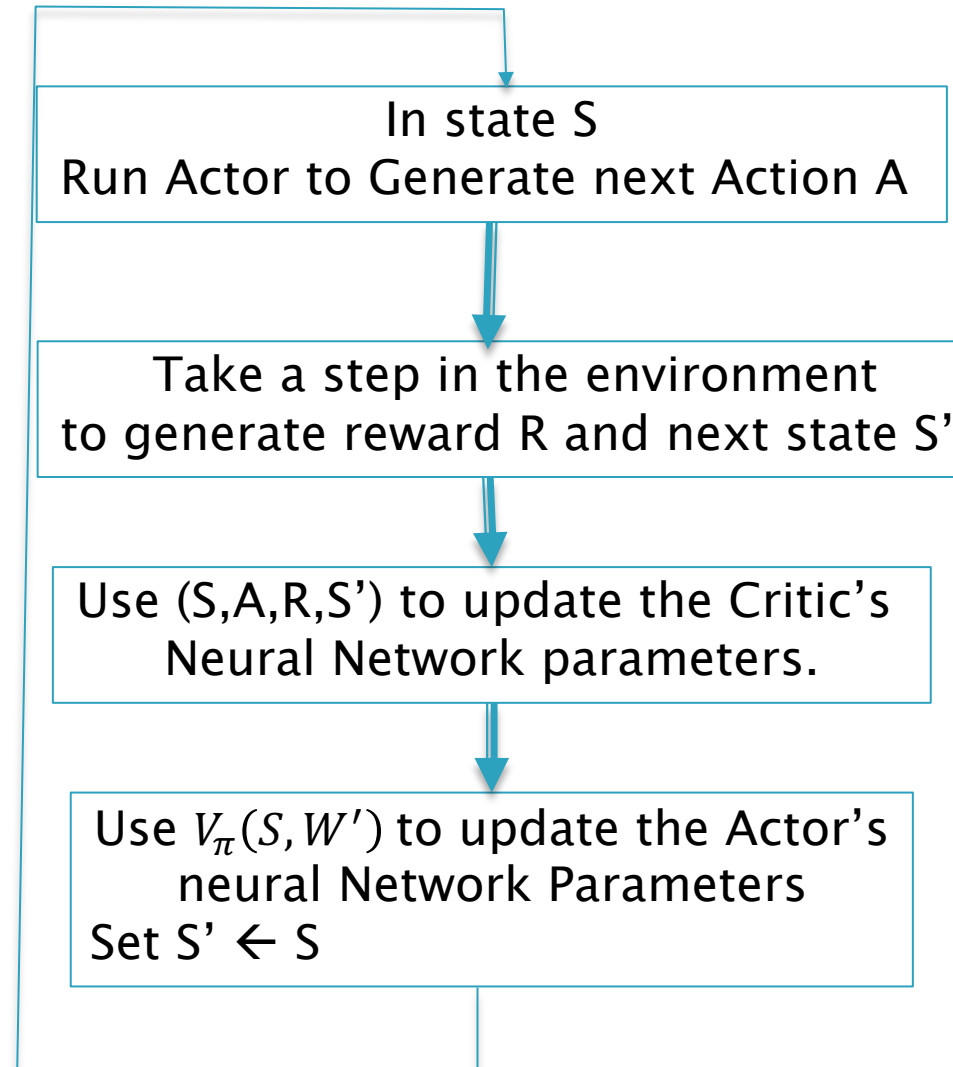 In state S
Run Actor to Generate next Action A
Take a step in the environment
to generate reward R and next state S’
Use (S,A,R,S’) to update the Critic’s
Neural Network parameters.
Use V_π(S, W′) to update the Actor’s
neural Network Parameters
Set S’ ← S